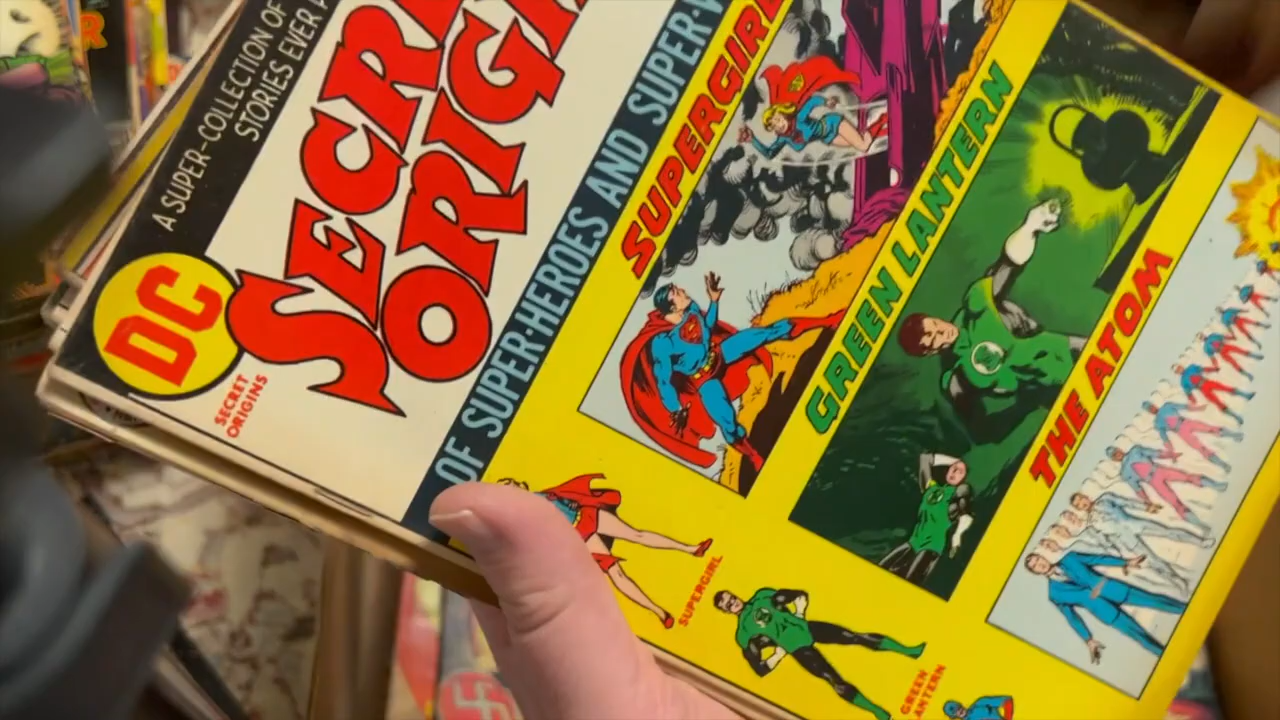 A SUPER-COLLECTION OF
STORIES EVER
DC
SECRET
ORIGINS
SECRET
ORIGINS
OF SUPER-HEROES AND SUPER-V
SUPERGIRL
GREEN LANTERN
THE ATOM
SUPERGIRL
GREEN
LANTERN